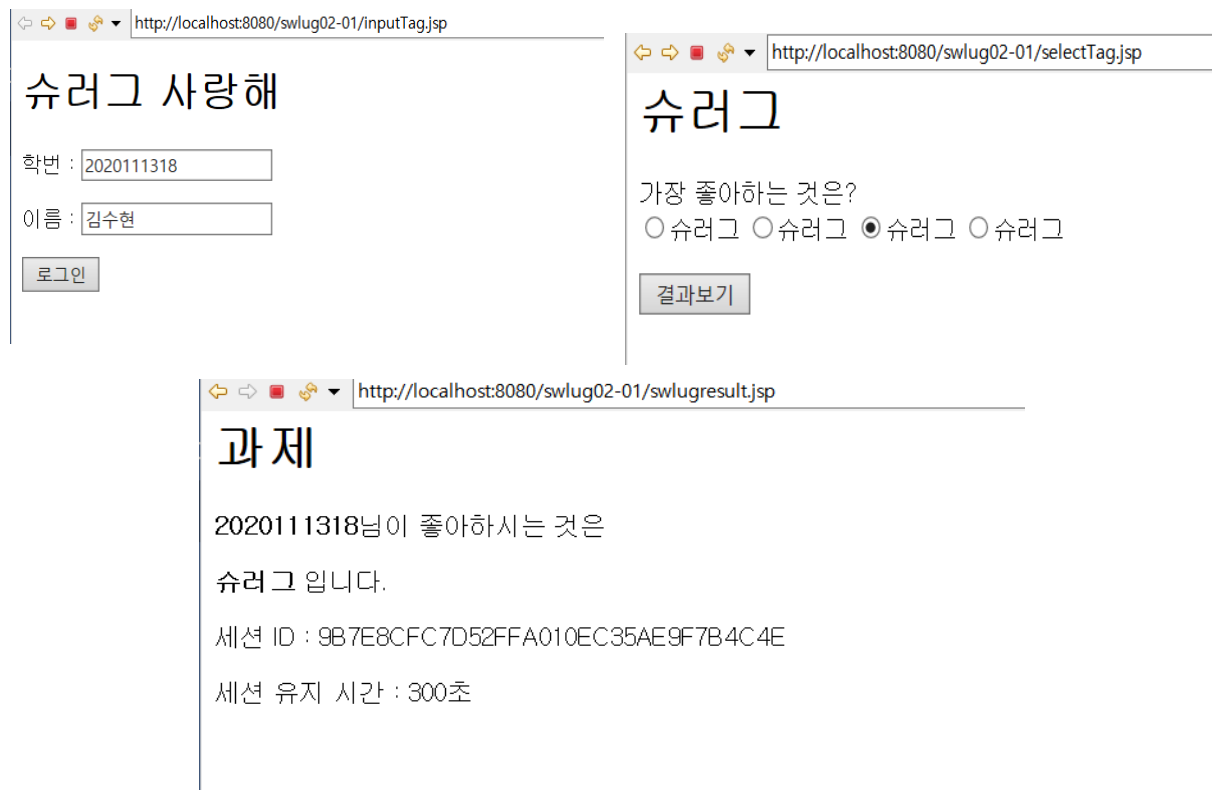 http://localhost:8080/swlug02-01/inputTag.jsp
슈러그 사랑해
학번 : 2020111318
이름 : 김수현
로그인
http://localhost:8080/swlug02-01/selectTag.jsp
슈러그
가장 좋아하는 것은?
슈러그 슈러그 슈러그 슈러그
결과보기
http://localhost:8080/swlug02-01/swlugresult.jsp
과제
2020111318님이 좋아하시는 것은
슈러그 입니다.
세션 ID : 9B7E8CFC7D52FFA010EC35AE9F7B4C4E
세션 유지 시간 : 300초